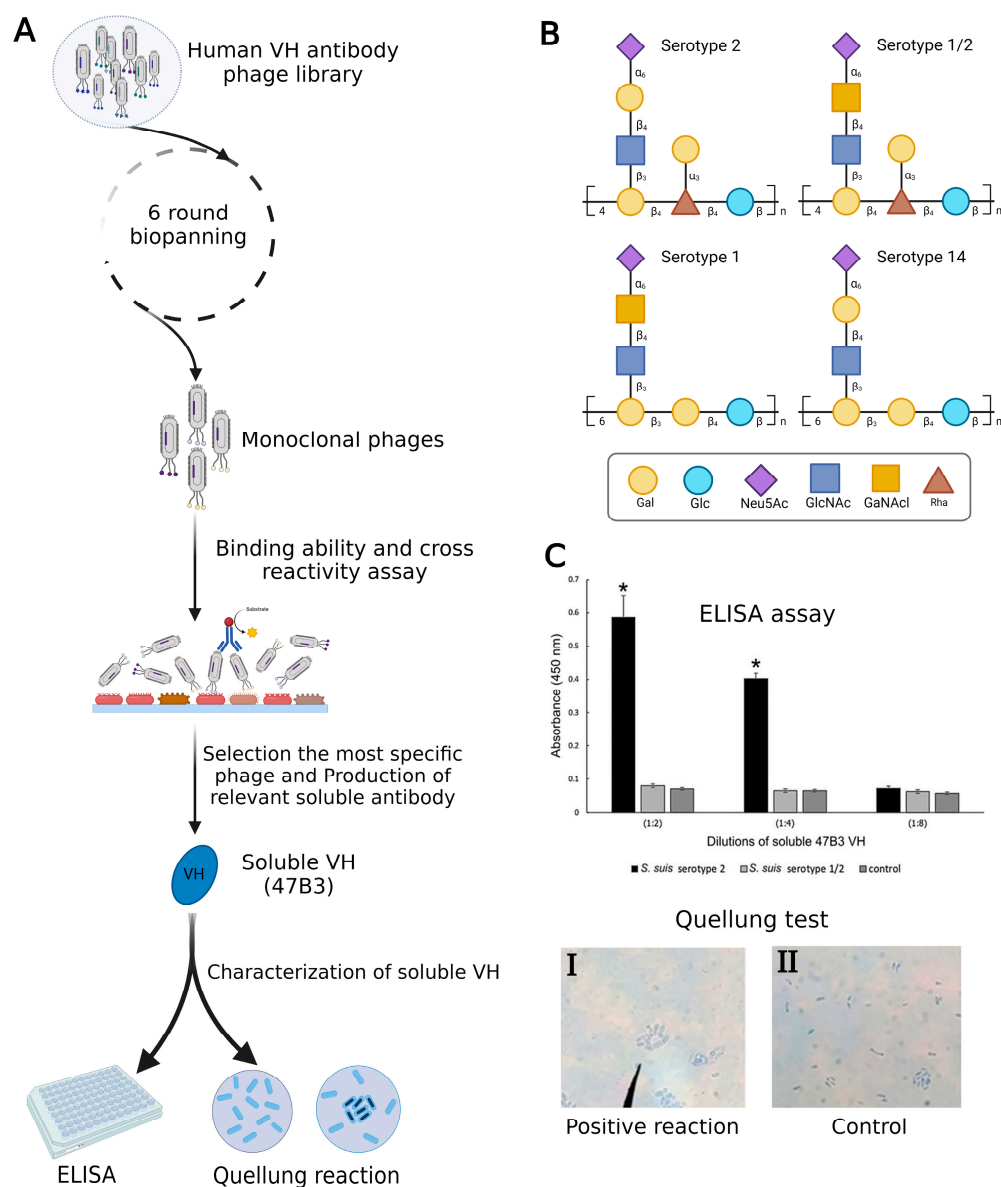 A
Human VH antibody
phage library
6 round
biopanning
Monoclonal phages
Binding ability and cross
reactivity assay
Substrate
Selection the most specific
phage and Production of
relevant soluble antibody
VH
Soluble VH
(47B3)
Characterization of soluble VH
ELISA
Quellung reaction
B
Serotype 2
α6
β4
β3
α3
4
β4
β4
β
n
Serotype 1/2
α6
β4
β3
α3
4
β4
β4
β
n
Serotype 1
α6
β4
β3
6
β3
β4
β
n
Serotype 14
α6
β4
β3
6
β3
β4
β
n
Gal
Glc
Neu5Ac
GlcNAc
GaNAcl
Rha
C
ELISA assay
Absorbance (450 nm)
0.7
0.6
0.5
0.4
0.3
0.2
0.1
0
*
*
(1:2)
(1:4)
(1:8)
Dilutions of soluble 47B3 VH
S. suis serotype 2
S. suis serotype 1/2
control
Quellung test
I
II
Positive reaction
Control